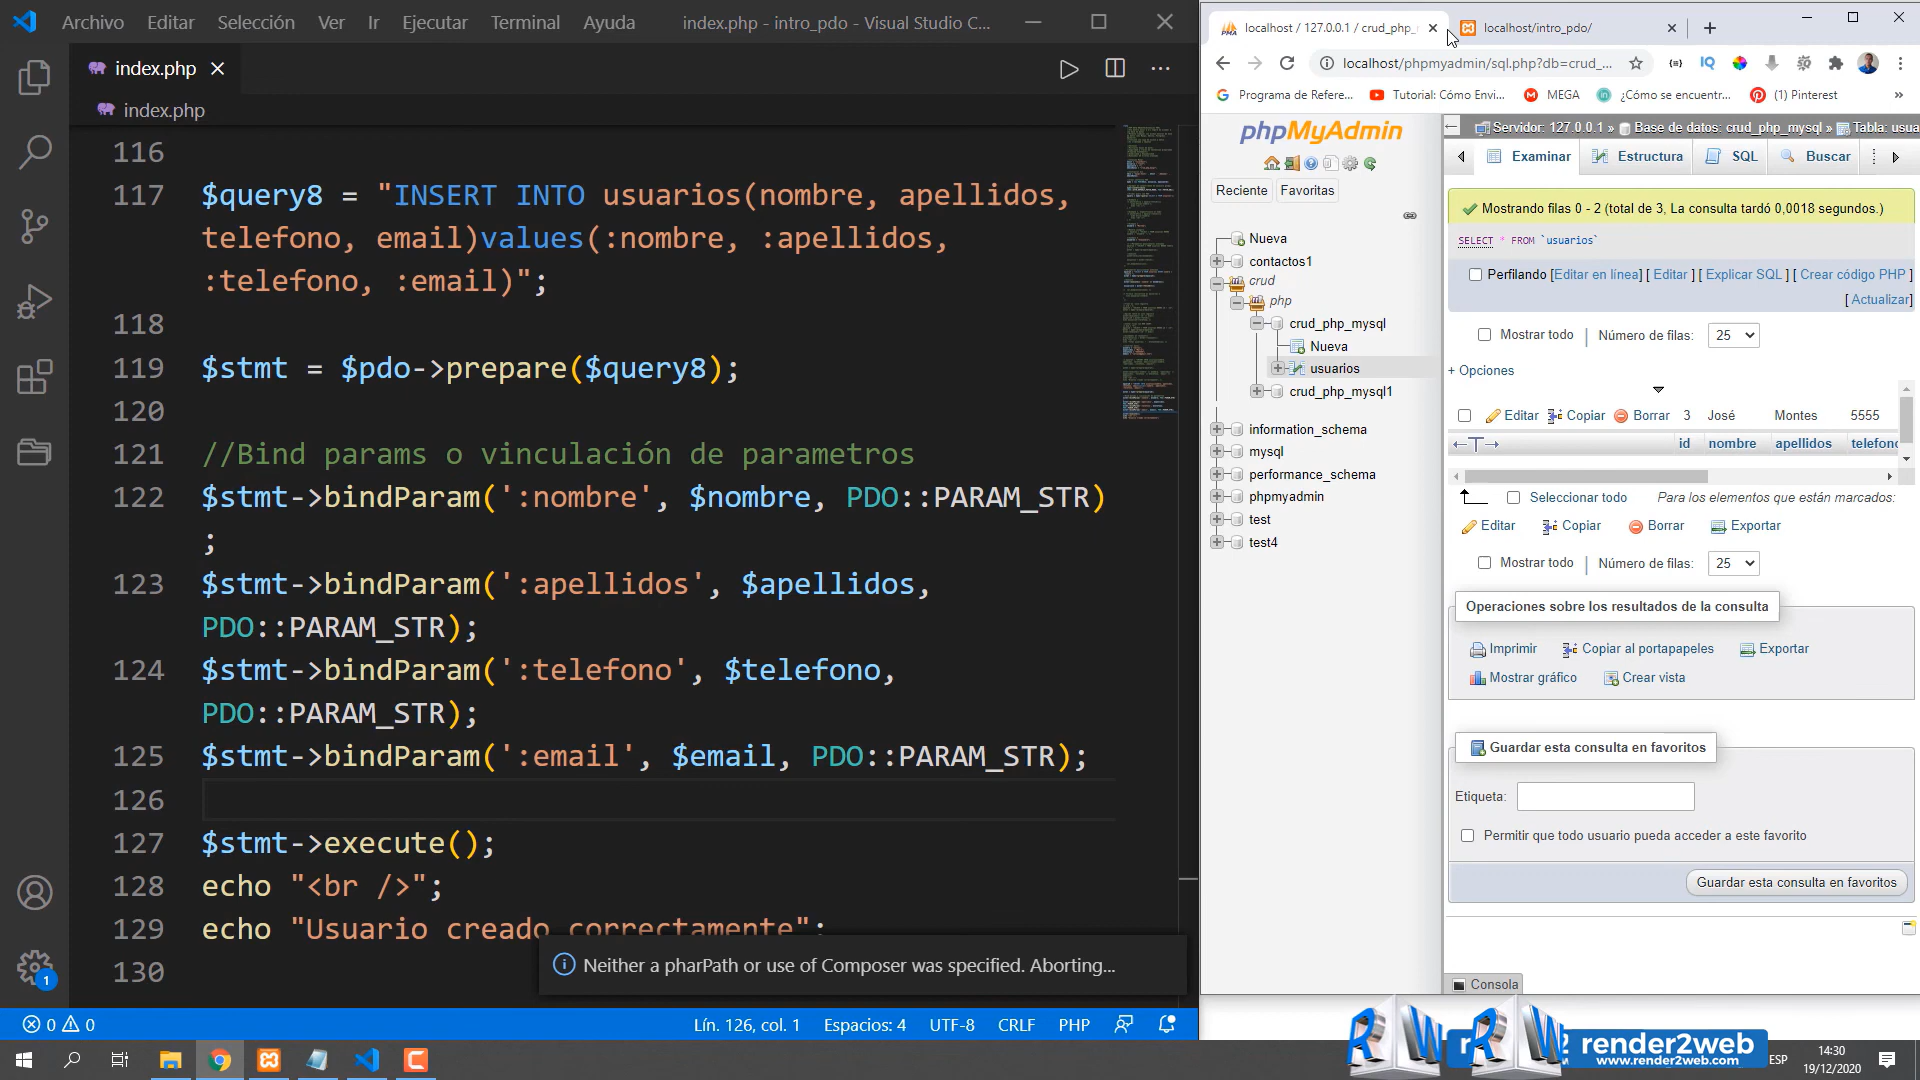 Archivo Editar Selección Ver Ir Ejecutar Terminal Ayuda index.php - intro_pdo - Visual Studio C...
index.php
index.php
116
117 $query8 = "INSERT INTO usuarios(nombre, apellidos,
telefono, email)values(:nombre, :apellidos,
:telefono, :email)";
118
119 $stmt = $pdo->prepare($query8);
120
121 //Bind params o vinculación de parametros
122 $stmt->bindParam(':nombre', $nombre, PDO::PARAM_STR)
;
123 $stmt->bindParam(':apellidos', $apellidos,
PDO::PARAM_STR);
124 $stmt->bindParam(':telefono', $telefono,
PDO::PARAM_STR);
125 $stmt->bindParam(':email', $email, PDO::PARAM_STR);
126
127 $stmt->execute();
128 echo "<br />";
129 echo "Usuario creado correctamente";
130
Neither a pharPath or use of Composer was specified. Aborting...
1
0 0 Lín. 126, col. 1 Espacios: 4 UTF-8 CRLF PHP
localhost / 127.0.0.1 / crud_php_ localhost/intro_pdo/
localhost/phpmyadmin/sql.php?db=crud_...
Programa de Refere... Tutorial: Cómo Envi... MEGA ¿Cómo se encuentr... (1) Pinterest »
phpMyAdmin
Reciente Favoritas
Nueva
contactos1
crud
php
crud_php_mysql
Nueva
usuarios
crud_php_mysql1
information_schema
mysql
performance_schema
phpmyadmin
test
test4
Servidor: 127.0.0.1 » Base de datos: crud_php_mysql » Tabla: usua
Examinar Estructura SQL Buscar
Mostrando filas 0 - 2 (total de 3, La consulta tardó 0,0018 segundos.)
SELECT * FROM `usuarios`
Perfilando [Editar en línea] [ Editar ] [ Explicar SQL ] [ Crear código PHP ]
[ Actualizar]
Mostrar todo Número de filas: 25
+ Opciones
Editar Copiar Borrar 3 José Montes 5555
←T→ id nombre apellidos telefono
Seleccionar todo Para los elementos que están marcados:
Editar Copiar Borrar Exportar
Mostrar todo Número de filas: 25
Operaciones sobre los resultados de la consulta
Imprimir Copiar al portapapeles Exportar
Mostrar gráfico Crear vista
Guardar esta consulta en favoritos
Etiqueta:
Permitir que todo usuario pueda acceder a este favorito
Guardar esta consulta en favoritos
Consola
RW RW render2web
www.render2web.com
ESP 14:30
19/12/2020